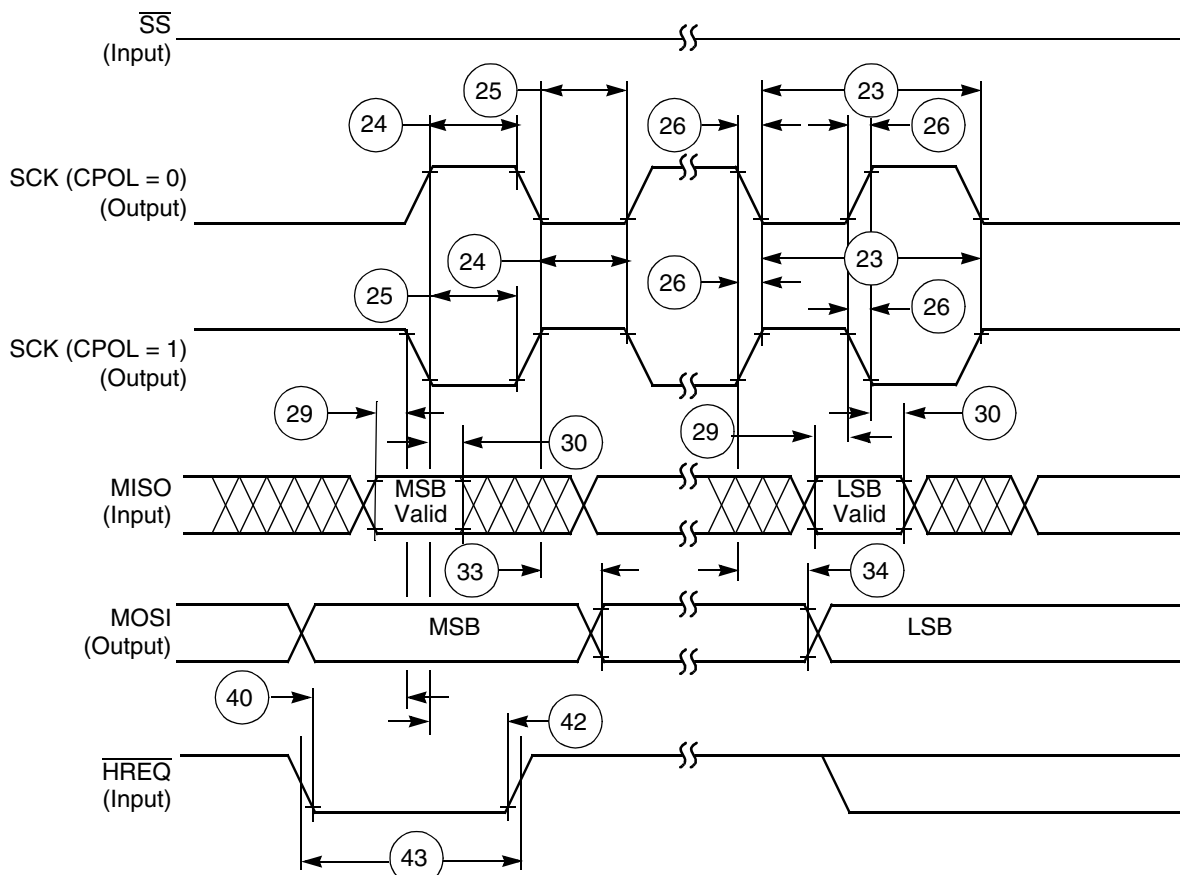 SS
(Input)
25
23
24
26
26
SCK (CPOL = 0)
(Output)
24
23
25
26
26
SCK (CPOL = 1)
(Output)
29
30
29
30
MISO
(Input)
MSB
Valid
LSB
Valid
33
34
MOSI
(Output)
MSB
LSB
40
42
HREQ
(Input)
43